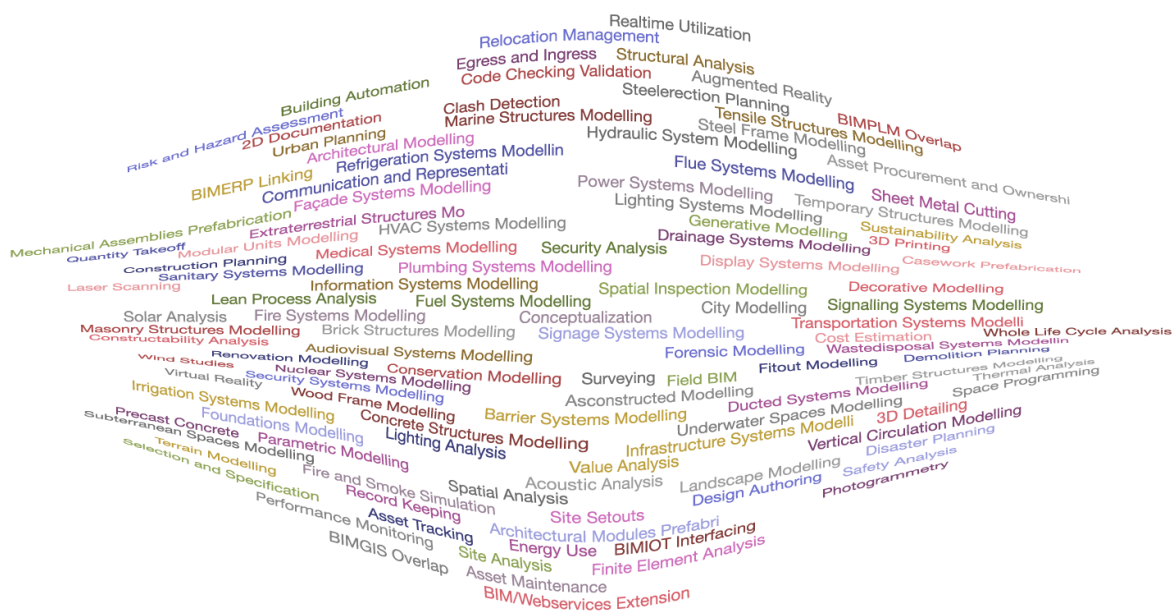 Realtime Utilization
Relocation Management
Egress and Ingress
Structural Analysis
Code Checking Validation
Augmented Reality
Building Automation
Steelerection Planning
Clash Detection
Risk and Hazard Assessment
2D Documentation
Marine Structures Modelling
Tensile Structures Modelling
BIMPLM Overlap
Urban Planning
Steel Frame Modelling
Architectural Modelling
Hydraulic System Modelling
Asset Procurement and Ownershi
Refrigeration Systems Modellin
Flue Systems Modelling
BIMERP Linking
Communication and Representati
Power Systems Modelling
Sheet Metal Cutting
Façade Systems Modelling
Lighting Systems Modelling
Temporary Structures Modelling
Mechanical Assemblies Prefabrication
Extraterrestrial Structures Mo
HVAC Systems Modelling
Generative Modelling
Sustainability Analysis
Quantity Takeoff
Modular Units Modelling
Medical Systems Modelling
Security Analysis
Drainage Systems Modelling
3D Printing
Construction Planning
Sanitary Systems Modelling
Plumbing Systems Modelling
Display Systems Modelling
Casework Prefabrication
Laser Scanning
Information Systems Modelling
Spatial Inspection Modelling
Decorative Modelling
Lean Process Analysis
Fuel Systems Modelling
City Modelling
Signalling Systems Modelling
Solar Analysis
Fire Systems Modelling
Conceptualization
Transportation Systems Modelli
Masonry Structures Modelling
Brick Structures Modelling
Signage Systems Modelling
Cost Estimation
Whole Life Cycle Analysis
Constructability Analysis
Audiovisual Systems Modelling
Forensic Modelling
Wastedisposal Systems Modellin
Wind Studies
Renovation Modelling
Conservation Modelling
Surveying
Field BIM
Fitout Modelling
Demolition Planning
Virtual Reality
Nuclear Systems Modelling
Timber Structures Modelling
Thermal Analysis
Security Systems Modelling
Asconstructed Modelling
Ducted Systems Modelling
Space Programming
Irrigation Systems Modelling
Wood Frame Modelling
Barrier Systems Modelling
Underwater Spaces Modelling
3D Detailing
Precast Concrete
Foundations Modelling
Concrete Structures Modelling
Infrastructure Systems Modelli
Vertical Circulation Modelling
Subterranean Spaces Modelling
Parametric Modelling
Lighting Analysis
Value Analysis
Disaster Planning
Terrain Modelling
Fire and Smoke Simulation
Acoustic Analysis
Landscape Modelling
Safety Analysis
Selection and Specification
Spatial Analysis
Design Authoring
Photogrammetry
Performance Monitoring
Record Keeping
Site Setouts
Asset Tracking
Architectural Modules Prefabri
BIMGIS Overlap
Energy Use
BIMIOT Interfacing
Site Analysis
Finite Element Analysis
Asset Maintenance
BIM/Webservices Extension